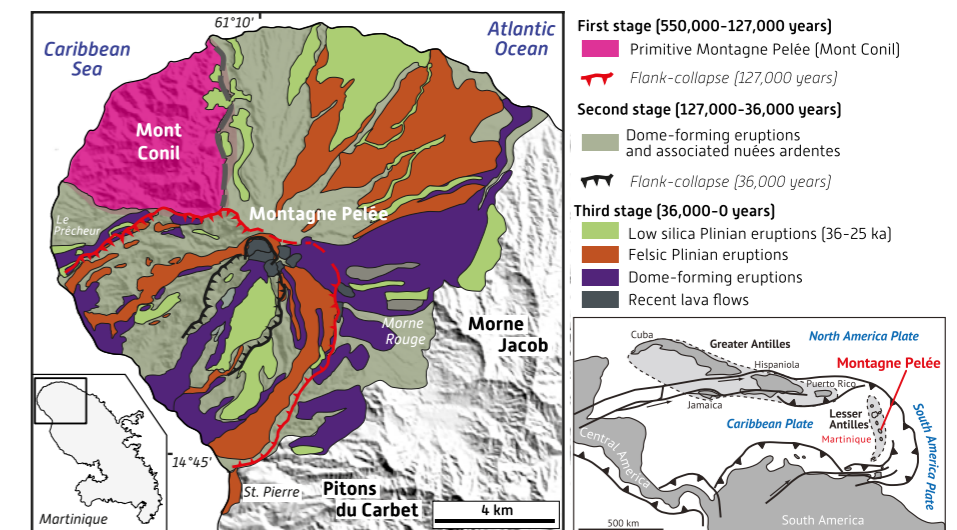 61°10'
Caribbean
Sea
Atlantic
Ocean
Mont
Conil
Le
Prêcheur
Montagne Pelée
Morne
Rouge
Morne
Jacob
14°45'
St. Pierre
Pitons
du Carbet
4 km
Martinique
First stage (550,000-127,000 years)
Primitive Montagne Pelée (Mont Conil)
Flank-collapse (127,000 years)
Second stage (127,000-36,000 years)
Dome-forming eruptions
and associated nuées ardentes
Flank-collapse (36,000 years)
Third stage (36,000-0 years)
Low silica Plinian eruptions (36-25 ka)
Felsic Plinian eruptions
Dome-forming eruptions
Recent lava flows
Cuba
Greater Antilles
North America Plate
Hispaniola
Montagne Pelée
Puerto Rico
Jamaica
Lesser
Antilles
Caribbean Plate
Martinique
South America Plate
Central America
South America
500 km